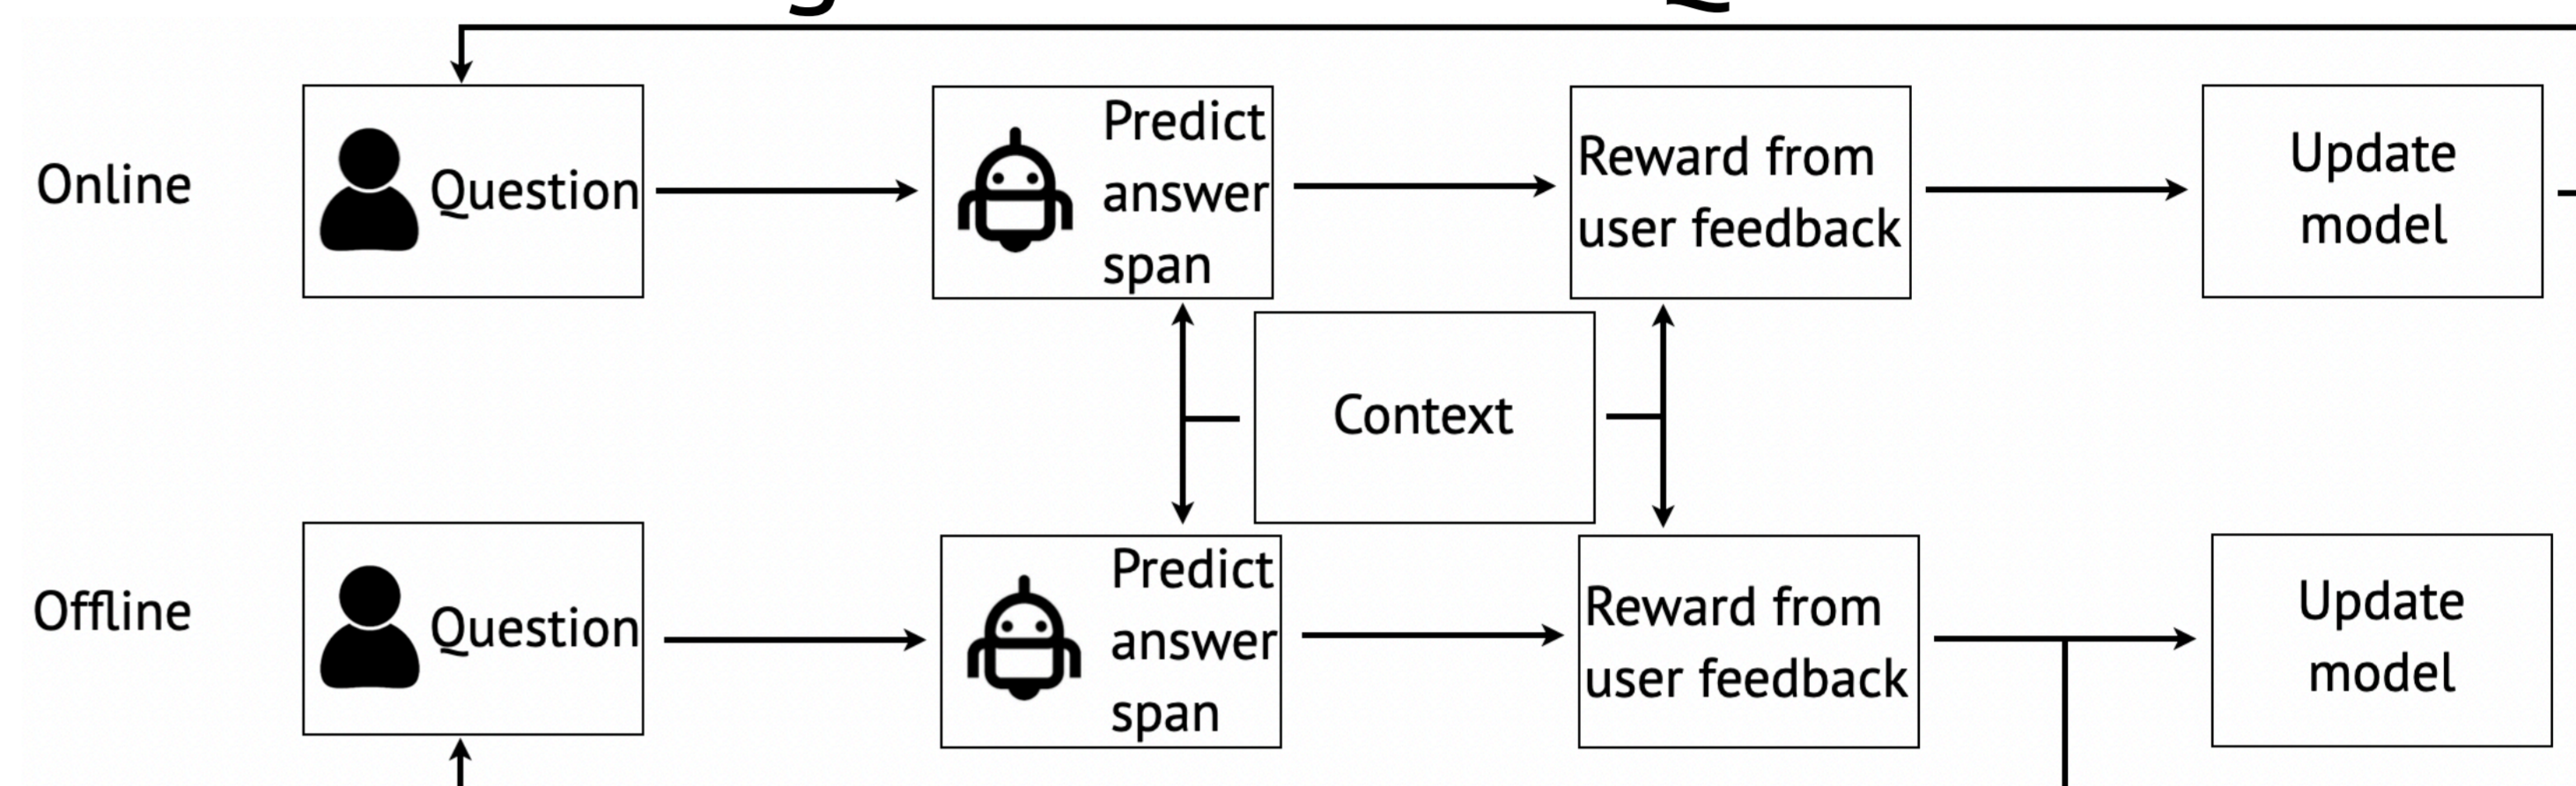 Online
Question
Predict
answer
span
Reward from
user feedback
Update
model
Context
Offline
Question
Predict
answer
span
Reward from
user feedback
Update
model